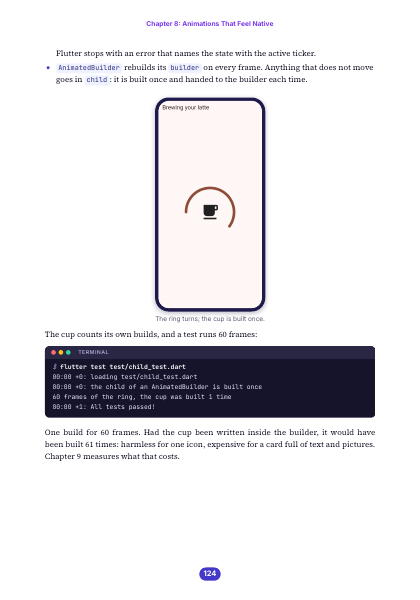 Chapter 8: Animations That Feel Native
Flutter stops with an error that names the state with the active ticker.
• AnimatedBuilder rebuilds its builder on every frame. Anything that does not move
goes in child: it is built once and handed to the builder each time.
Brewing your latte
The ring turns; the cup is built once.
The cup counts its own builds, and a test runs 60 frames:
TERMINAL
$ flutter test test/child_test.dart
00:00 +0: loading test/child_test.dart
00:00 +0: the child of an AnimatedBuilder is built once
60 frames of the ring, the cup was built 1 time
00:00 +1: All tests passed!
One build for 60 frames. Had the cup been written inside the builder, it would have
been built 61 times: harmless for one icon, expensive for a card full of text and pictures.
Chapter 9 measures what that costs.
124